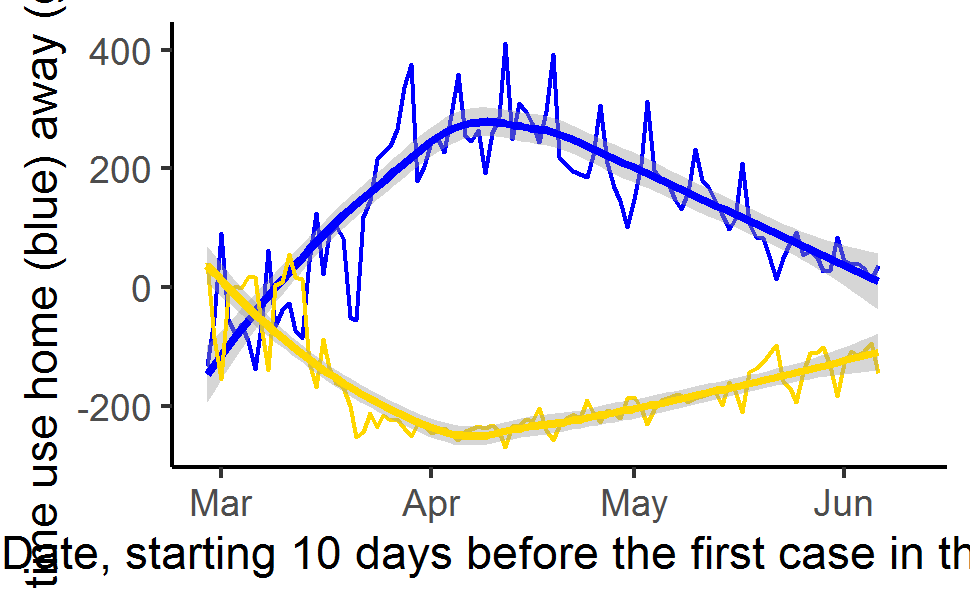 time use home (blue) away (
400
200
0
-200
Mar Apr May Jun
Date, starting 10 days before the first case in th